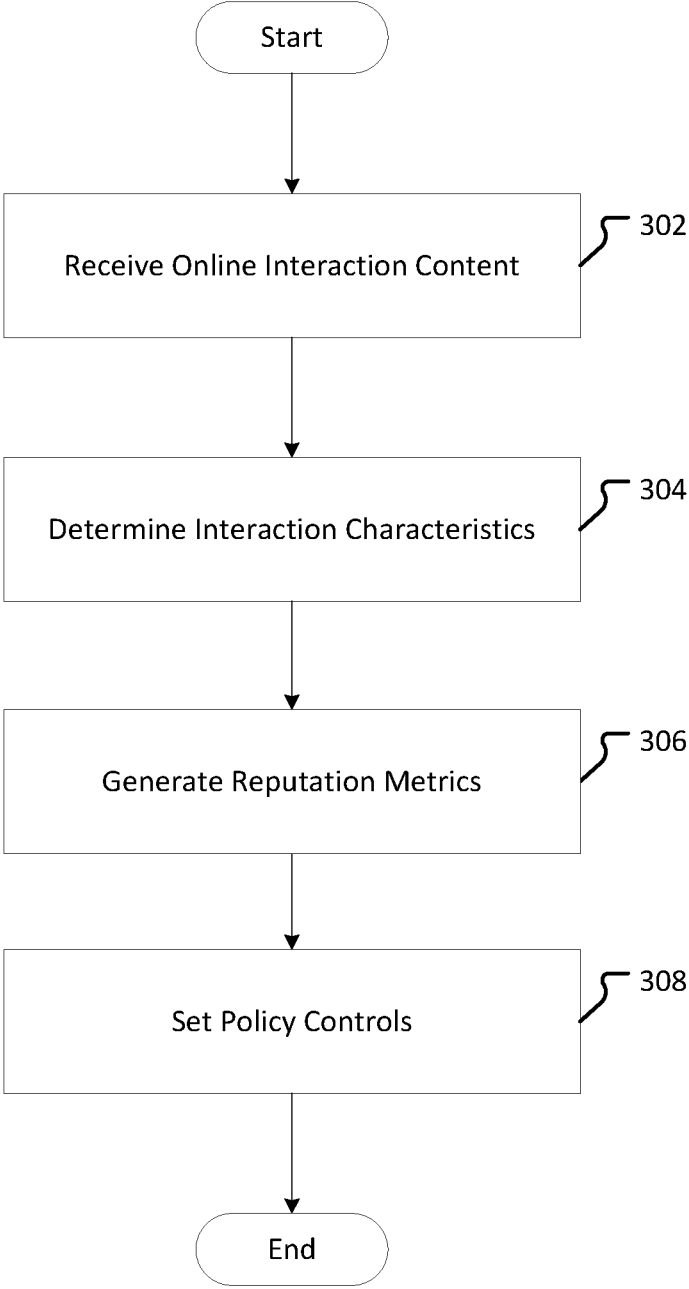 Start
302
Receive Online Interaction Content
304
Determine Interaction Characteristics
306
Generate Reputation Metrics
308
Set Policy Controls
End